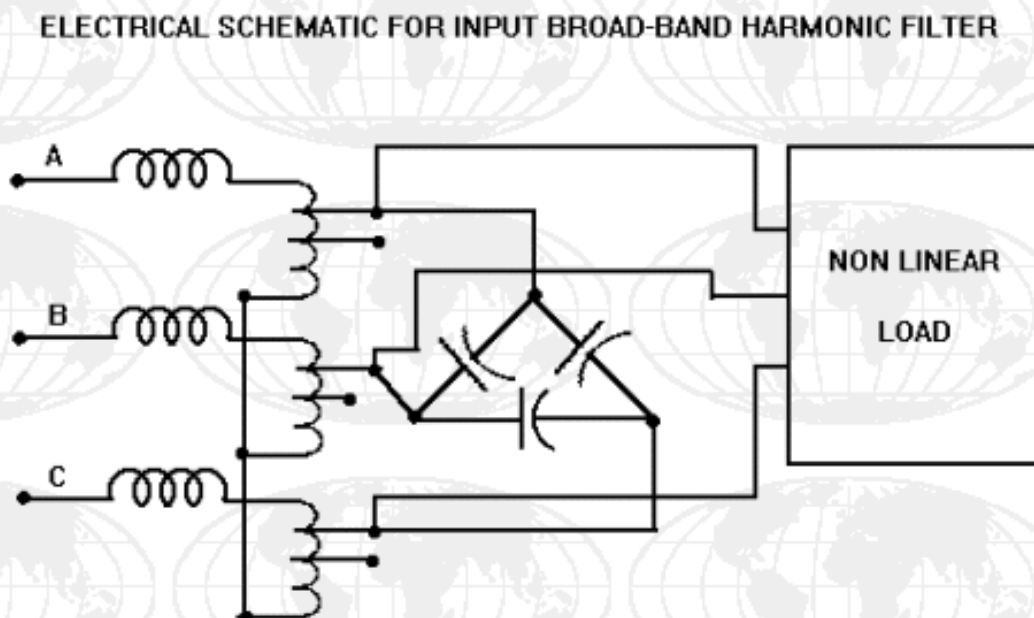 ELECTRICAL SCHEMATIC FOR INPUT BROAD-BAND HARMONIC FILTER
A
B
C
NON LINEAR
LOAD